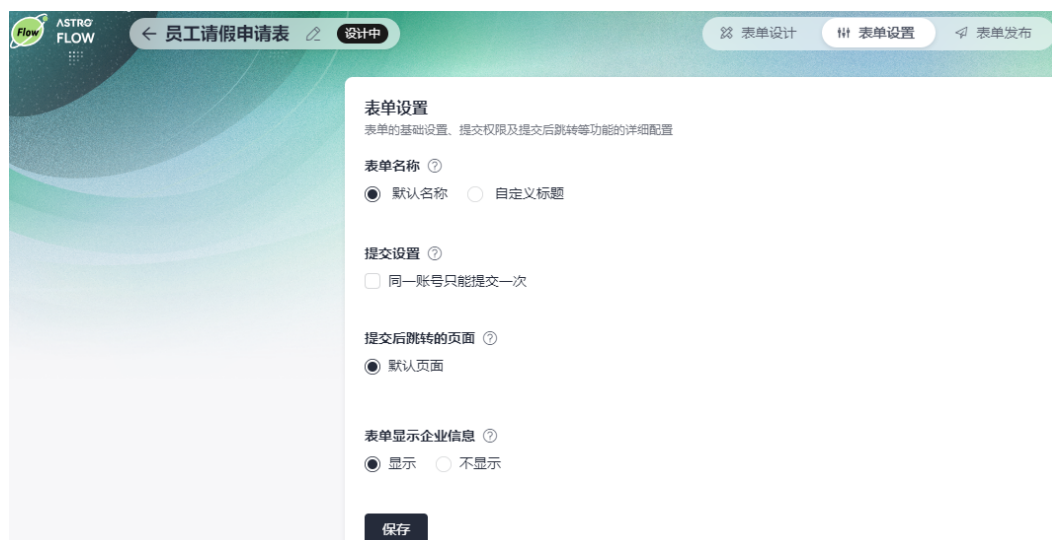 Flow
ASTRO
FLOW
员工请假申请表
设计中
表单设计
表单设置
表单发布
表单设置
表单的基础设置、提交权限及提交后跳转等功能的详细配置
表单名称
默认名称 自定义标题
提交设置
同一账号只能提交一次
提交后跳转的页面
默认页面
表单显示企业信息
显示 不显示
保存